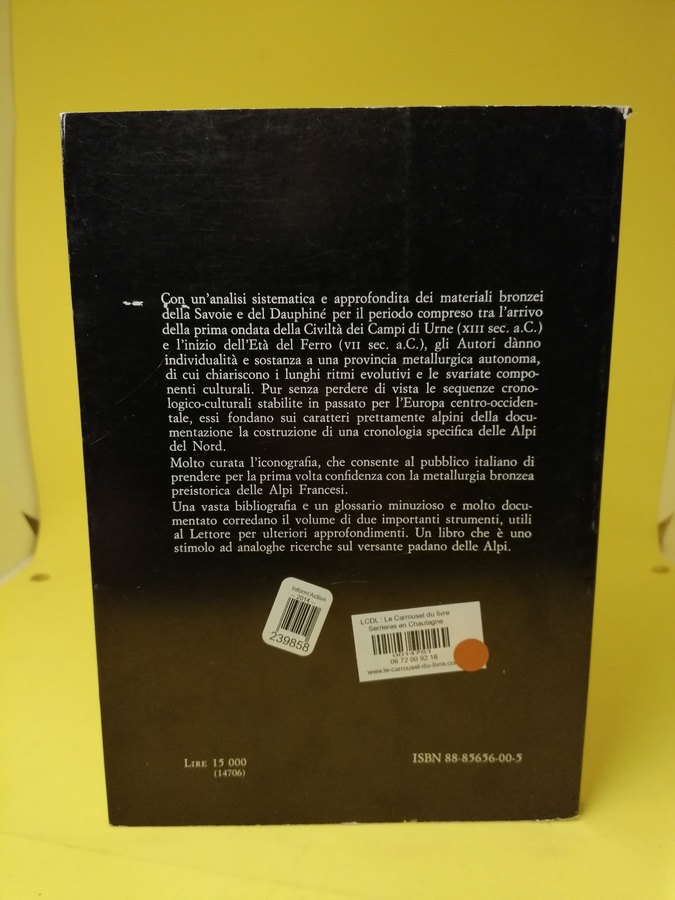 Con un'analisi sistematica e approfondita dei materiali bronzei
della Savoie e del Dauphiné per il periodo compreso tra l'arrivo
della prima ondata della Civiltà dei Campi di Urne (XIII sec. a.C.)
e l'inizio dell'Età del Ferro (VII sec. a.C.), gli Autori dànno
individualità e sostanza a una provincia metallurgica autonoma,
di cui chiariscono i lunghi ritmi evolutivi e le svariate compo-
nenti culturali. Pur senza perdere di vista le sequenze crono-
logico-culturali stabilite in passato per l'Europa centro-occiden-
tale, essi fondano sui caratteri prettamente alpini della docu-
mentazione la costruzione di una cronologia specifica delle Alpi
del Nord.
Molto curata l'iconografia, che consente al pubblico italiano di
prendere per la prima volta confidenza con la metallurgia bronzea
preistorica delle Alpi Francesi.
Una vasta bibliografia e un glossario minuzioso e molto docu-
mentato corredano il volume di due importanti strumenti, utili
al Lettore per ulteriori approfondimenti. Un libro che è uno
stimolo ad analoghe ricerche sul versante padano delle Alpi.
Inform'Action
2014
239858
LCDL : Le Carrousel du livre
Serrieres en Chautagne
0014751
06 72 00 92 18
www.le-carrousel-du-livre.co
LIRE 15 000
(14706)
ISBN 88-85656-00-5